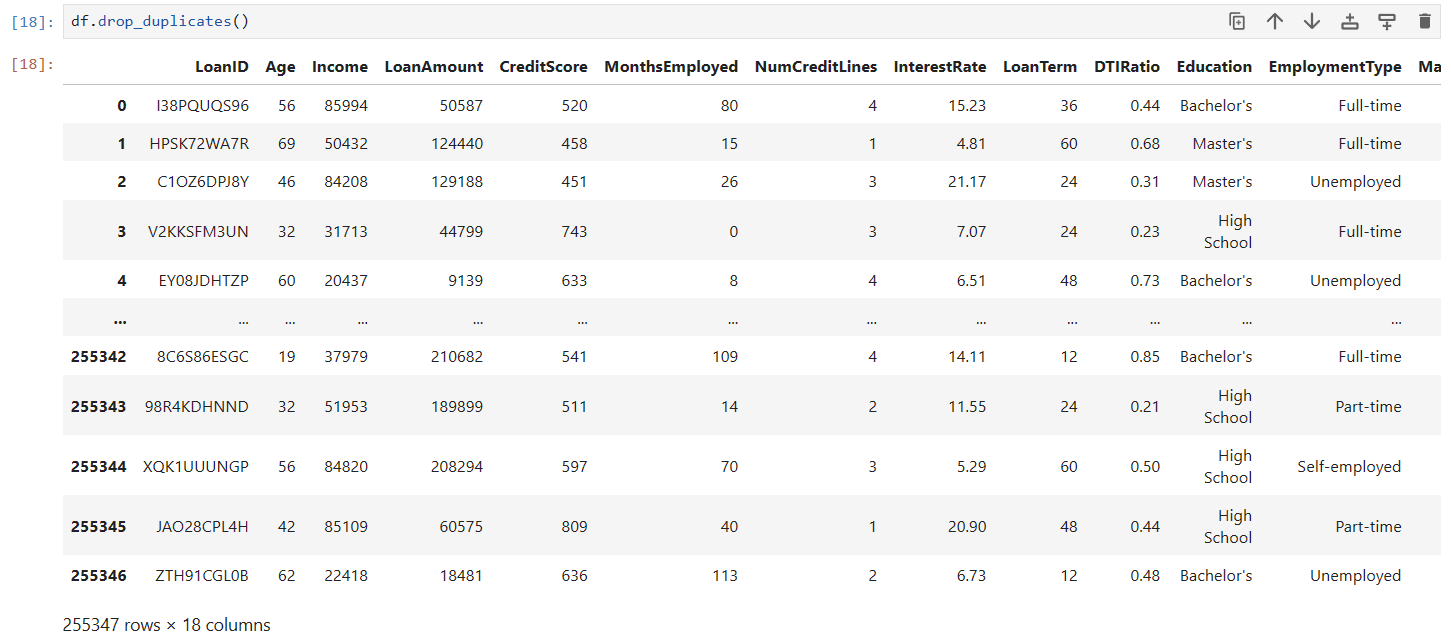 [18]: df.drop_duplicates()
[18]:
LoanID Age Income LoanAmount CreditScore MonthsEmployed NumCreditLines InterestRate LoanTerm DTIRatio Education EmploymentType Ma
0 I38PQUQS96 56 85994 50587 520 80 4 15.23 36 0.44 Bachelor's Full-time
1 HPSK72WA7R 69 50432 124440 458 15 1 4.81 60 0.68 Master's Full-time
2 C1OZ6DPJ8Y 46 84208 129188 451 26 3 21.17 24 0.31 Master's Unemployed
3 V2KKSFM3UN 32 31713 44799 743 0 3 7.07 24 0.23 High School Full-time
4 EY08JDHTZP 60 20437 9139 633 8 4 6.51 48 0.73 Bachelor's Unemployed
... ... ... ... ... ... ... ... ... ... ... ... ...
255342 8C6S86ESGC 19 37979 210682 541 109 4 14.11 12 0.85 Bachelor's Full-time
255343 98R4KDHNND 32 51953 189899 511 14 2 11.55 24 0.21 High School Part-time
255344 XQK1UUUNGP 56 84820 208294 597 70 3 5.29 60 0.50 High School Self-employed
255345 JAO28CPL4H 42 85109 60575 809 40 1 20.90 48 0.44 High School Part-time
255346 ZTH91CGL0B 62 22418 18481 636 113 2 6.73 12 0.48 Bachelor's Unemployed
255347 rows × 18 columns